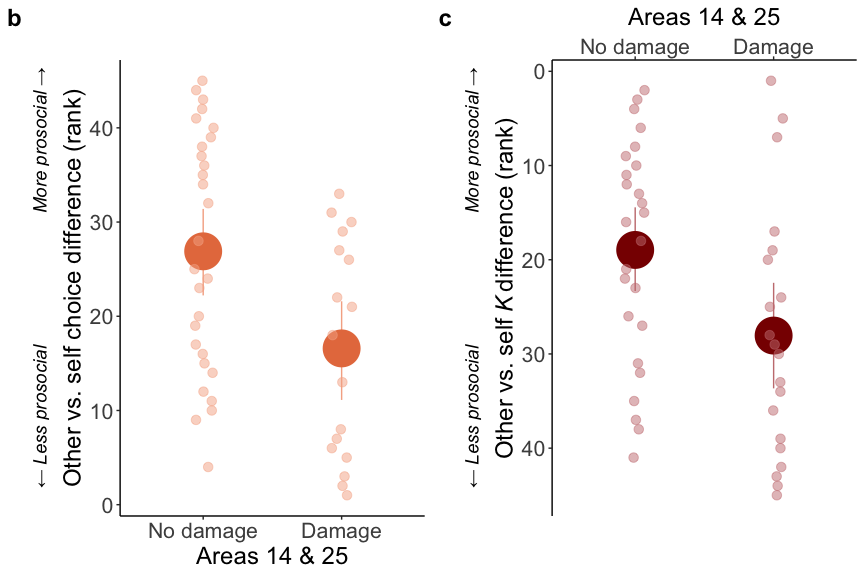 b
← Less prosocial More prosocial →
Other vs. self choice difference (rank)
40
30
20
10
0
No damage Damage
Areas 14 & 25
c
Areas 14 & 25
No damage Damage
← Less prosocial More prosocial →
Other vs. self K difference (rank)
0
10
20
30
40